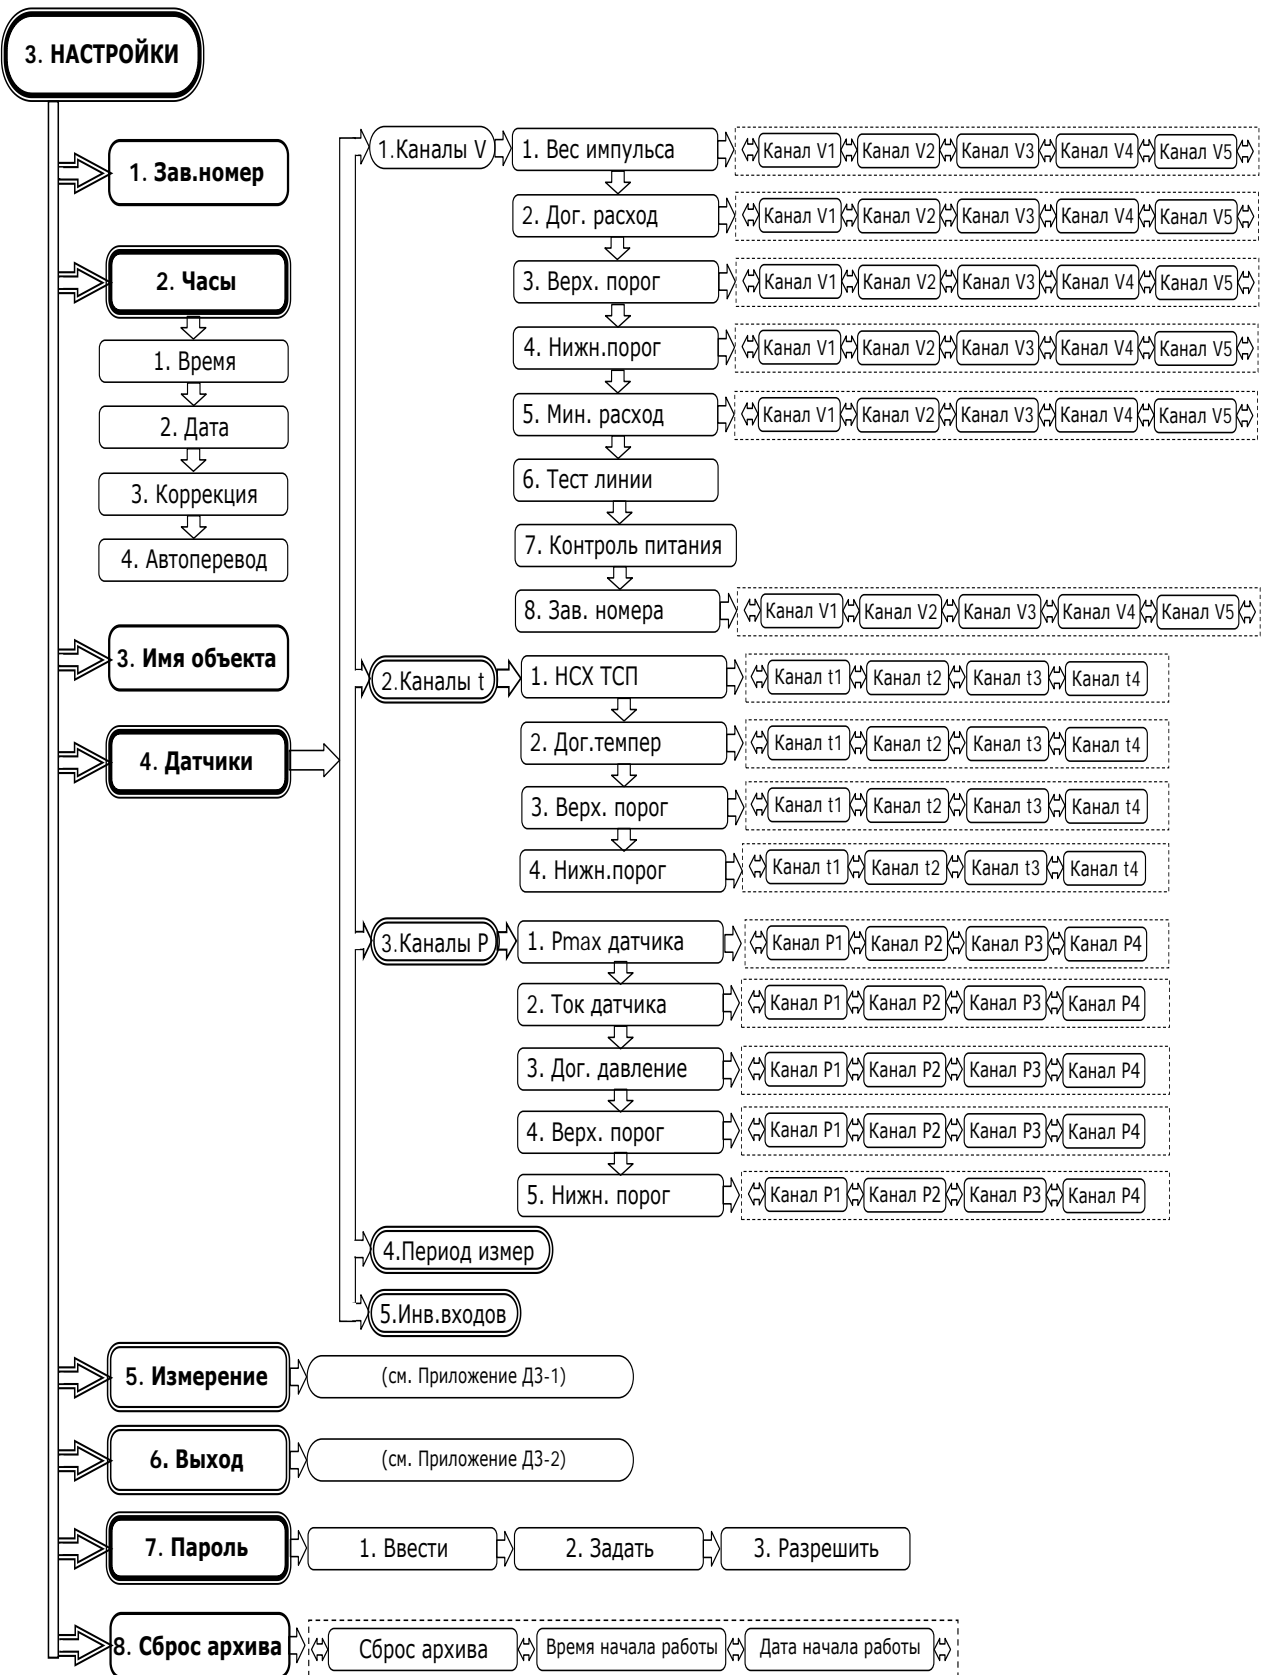 3. НАСТРОЙКИ
1. Зав.номер
2. Часы
1. Время
2. Дата
3. Коррекция
4. Автоперевод
3. Имя объекта
4. Датчики
1.Каналы V
1. Вес импульса
Канал V1 Канал V2 Канал V3 Канал V4 Канал V5
2. Дог. расход
Канал V1 Канал V2 Канал V3 Канал V4 Канал V5
3. Верх. порог
Канал V1 Канал V2 Канал V3 Канал V4 Канал V5
4. Нижн.порог
Канал V1 Канал V2 Канал V3 Канал V4 Канал V5
5. Мин. расход
Канал V1 Канал V2 Канал V3 Канал V4 Канал V5
6. Тест линии
7. Контроль питания
8. Зав. номера
Канал V1 Канал V2 Канал V3 Канал V4 Канал V5
2.Каналы t
1. НСХ ТСП
Канал t1 Канал t2 Канал t3 Канал t4
2. Дог.темпер
Канал t1 Канал t2 Канал t3 Канал t4
3. Верх. порог
Канал t1 Канал t2 Канал t3 Канал t4
4. Нижн.порог
Канал t1 Канал t2 Канал t3 Канал t4
3.Каналы P
1. Pmax датчика
Канал P1 Канал P2 Канал P3 Канал P4
2. Ток датчика
Канал P1 Канал P2 Канал P3 Канал P4
3. Дог. давление
Канал P1 Канал P2 Канал P3 Канал P4
4. Верх. порог
Канал P1 Канал P2 Канал P3 Канал P4
5. Нижн. порог
Канал P1 Канал P2 Канал P3 Канал P4
4.Период измер
5.Инв.входов
5. Измерение
(см. Приложение Д3-1)
6. Выход
(см. Приложение Д3-2)
7. Пароль
1. Ввести
2. Задать
3. Разрешить
8. Сброс архива
Сброс архива
Время начала работы
Дата начала работы